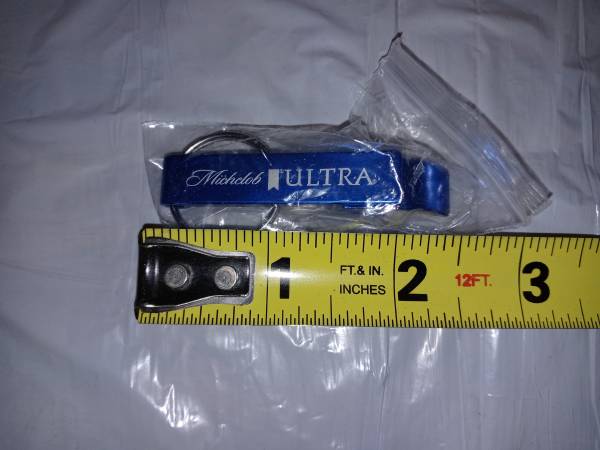 Michelob ULTRA
1 FT. & IN. INCHES 2 12FT. 3